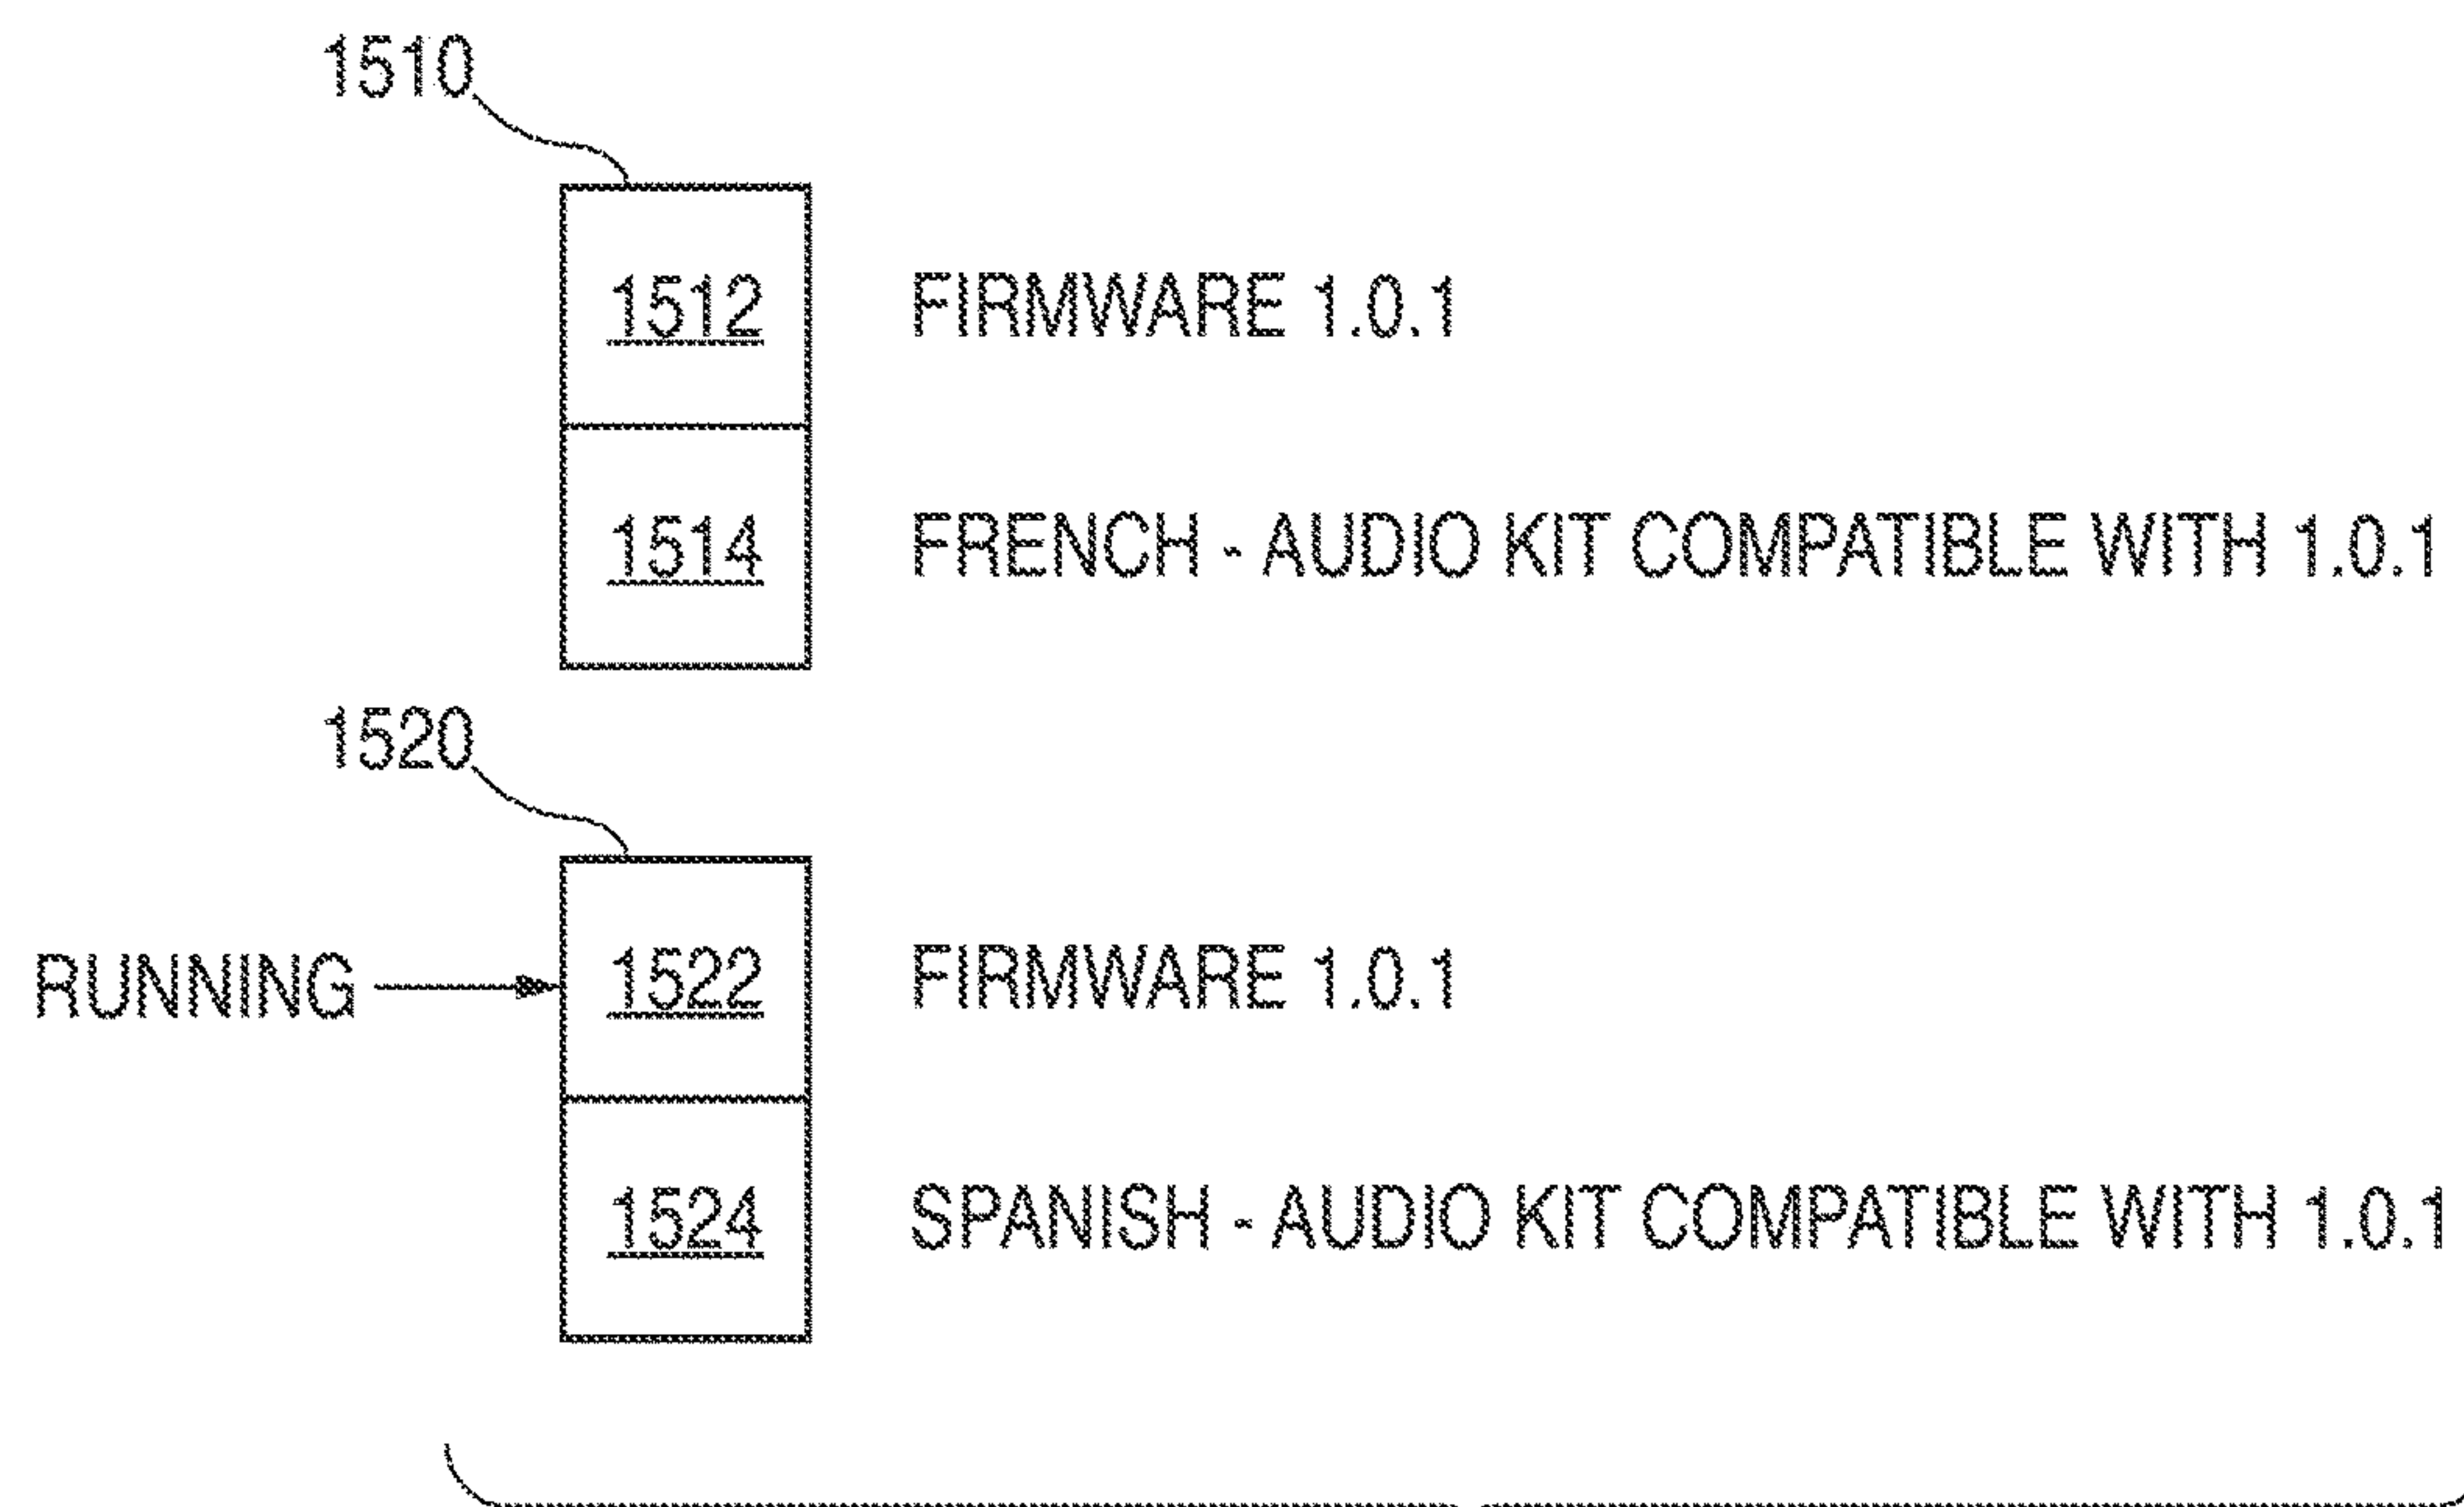 1510
1512 FIRMWARE 1.0.1
1514 FRENCH - AUDIO KIT COMPATIBLE WITH 1.0.1
1520
RUNNING 1522 FIRMWARE 1.0.1
1524 SPANISH - AUDIO KIT COMPATIBLE WITH 1.0.1